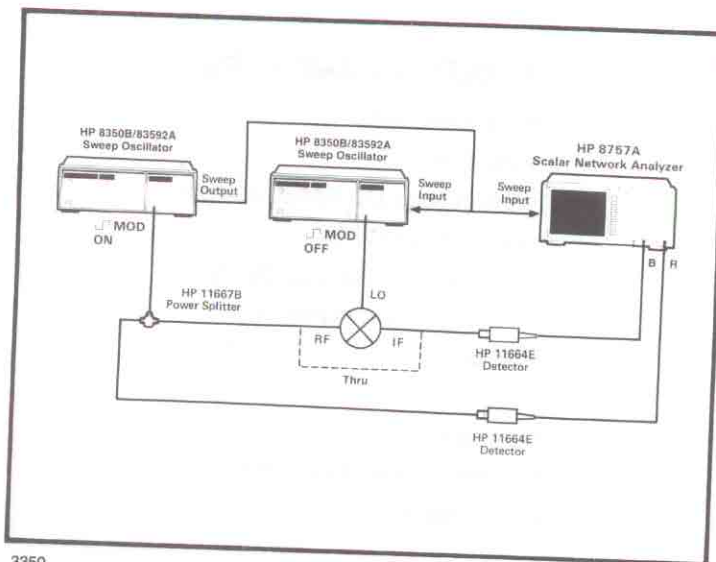 HP 8350B/83592A
Sweep Oscillator
HP 8350B/83592A
Sweep Oscillator
HP 8757A
Scalar Network Analyzer
Sweep
Output
Sweep
Input
Sweep
Input
MOD
ON
MOD
OFF
B R
HP 11667B
Power Splitter
LO
RF
IF
HP 11664E
Detector
Thru
HP 11664E
Detector
3350